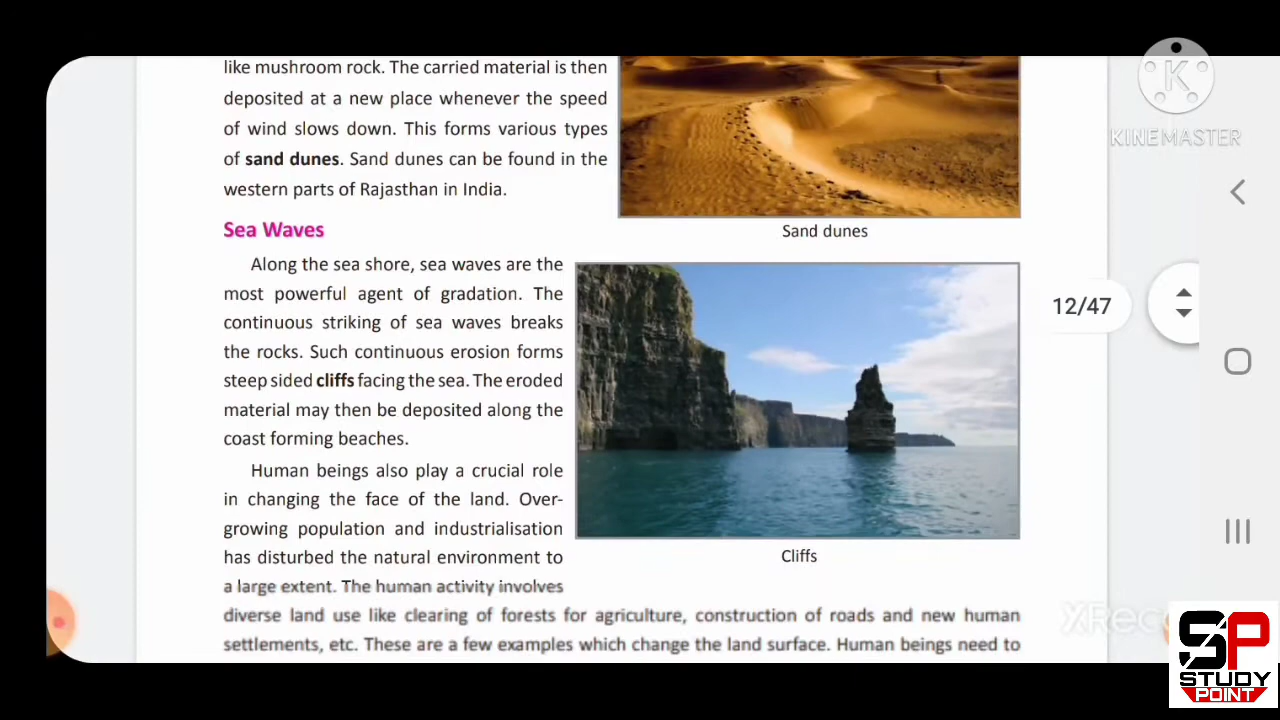 like mushroom rock. The carried material is then
deposited at a new place whenever the speed
of wind slows down. This forms various types
of sand dunes. Sand dunes can be found in the
western parts of Rajasthan in India.
Sand dunes
Sea Waves
Along the sea shore, sea waves are the
most powerful agent of gradation. The
continuous striking of sea waves breaks
the rocks. Such continuous erosion forms
steep sided cliffs facing the sea. The eroded
material may then be deposited along the
coast forming beaches.
Human beings also play a crucial role
in changing the face of the land. Over-
growing population and industrialisation
has disturbed the natural environment to
a large extent. The human activity involves
diverse land use like clearing of forests for agriculture, construction of roads and new human
settlements, etc. These are a few examples which change the land surface. Human beings need to
Cliffs
12/47
K
KINEMASTER
XRec
SP
STUDY
POINT